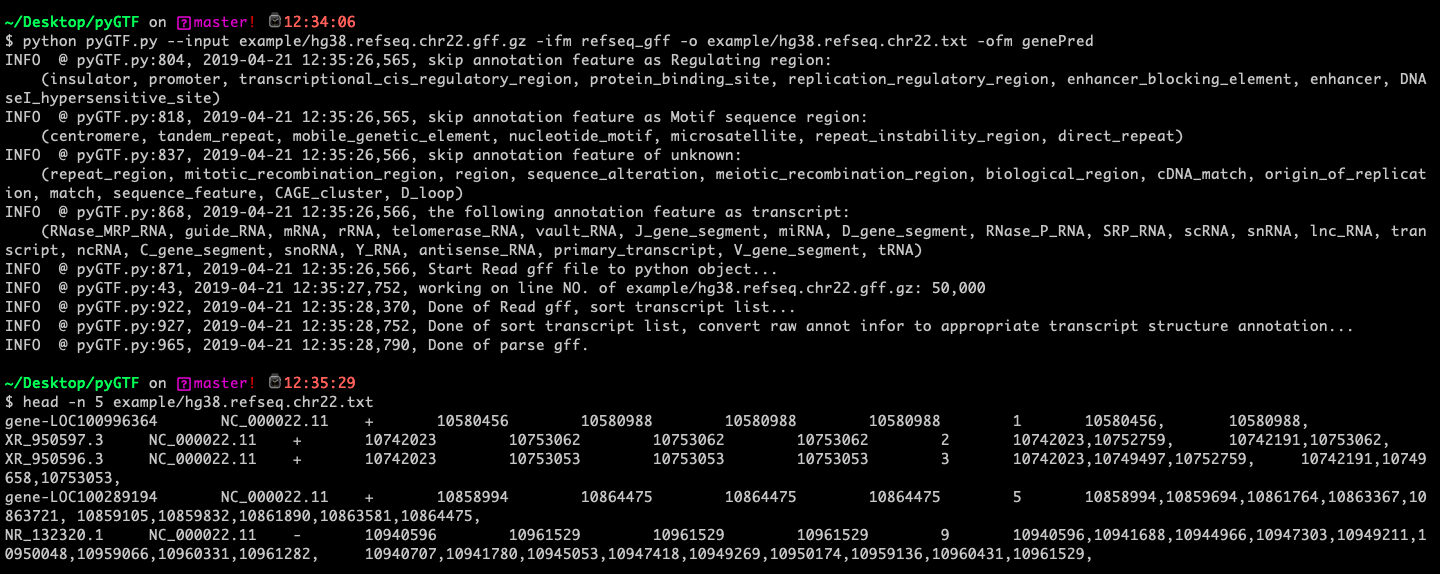 ~/Desktop/pyGTF on ?master! 12:34:06
$ python pyGTF.py --input example/hg38.refseq.chr22.gff.gz -ifm refseq_gff -o example/hg38.refseq.chr22.txt -ofm genePred
INFO  @ pyGTF.py:804, 2019-04-21 12:35:26,565, skip annotation feature as Regulating region:
    (insulator, promoter, transcriptional_cis_regulatory_region, protein_binding_site, replication_regulatory_region, enhancer_blocking_element, enhancer, DNA
seI_hypersensitive_site)
INFO  @ pyGTF.py:818, 2019-04-21 12:35:26,565, skip annotation feature as Motif sequence region:
    (centromere, tandem_repeat, mobile_genetic_element, nucleotide_motif, microsatellite, repeat_instability_region, direct_repeat)
INFO  @ pyGTF.py:837, 2019-04-21 12:35:26,566, skip annotation feature of unknown:
    (repeat_region, mitotic_recombination_region, region, sequence_alteration, meiotic_recombination_region, biological_region, cDNA_match, origin_of_replicat
ion, match, sequence_feature, CAGE_cluster, D_loop)
INFO  @ pyGTF.py:868, 2019-04-21 12:35:26,566, the following annotation feature as transcript:
    (RNase_MRP_RNA, guide_RNA, mRNA, rRNA, telomerase_RNA, vault_RNA, J_gene_segment, miRNA, D_gene_segment, RNase_P_RNA, SRP_RNA, scRNA, snRNA, lnc_RNA, tran
script, ncRNA, C_gene_segment, snoRNA, Y_RNA, antisense_RNA, primary_transcript, V_gene_segment, tRNA)
INFO  @ pyGTF.py:871, 2019-04-21 12:35:26,566, Start Read gff file to python object...
INFO  @ pyGTF.py:43, 2019-04-21 12:35:27,752, working on line NO. of example/hg38.refseq.chr22.gff.gz: 50,000
INFO  @ pyGTF.py:922, 2019-04-21 12:35:28,370, Done of Read gff, sort transcript list...
INFO  @ pyGTF.py:927, 2019-04-21 12:35:28,752, Done of sort transcript list, convert raw annot infor to appropriate transcript structure annotation...
INFO  @ pyGTF.py:965, 2019-04-21 12:35:28,790, Done of parse gff.
~/Desktop/pyGTF on ?master! 12:35:29
$ head -n 5 example/hg38.refseq.chr22.txt
gene-LOC100996364	NC_000022.11	+	10580456	10580988	10580988	10580988	1	10580456,	10580988,
XR_950597.3	NC_000022.11	+	10742023	10753062	10753062	10753062	2	10742023,10752759,	10742191,10753062,
XR_950596.3	NC_000022.11	+	10742023	10753053	10753053	10753053	3	10742023,10749497,10752759,	10742191,10749
658,10753053,
gene-LOC100289194	NC_000022.11	+	10858994	10864475	10864475	10864475	5	10858994,10859694,10861764,10863367,10
863721,	10859105,10859832,10861890,10863581,10864475,
NR_132320.1	NC_000022.11	-	10940596	10961529	10961529	10961529	9	10940596,10941688,10944966,10947303,10949211,1
0950048,10959066,10960331,10961282,	10940707,10941780,10945053,10947418,10949269,10950174,10959136,10960431,10961529,